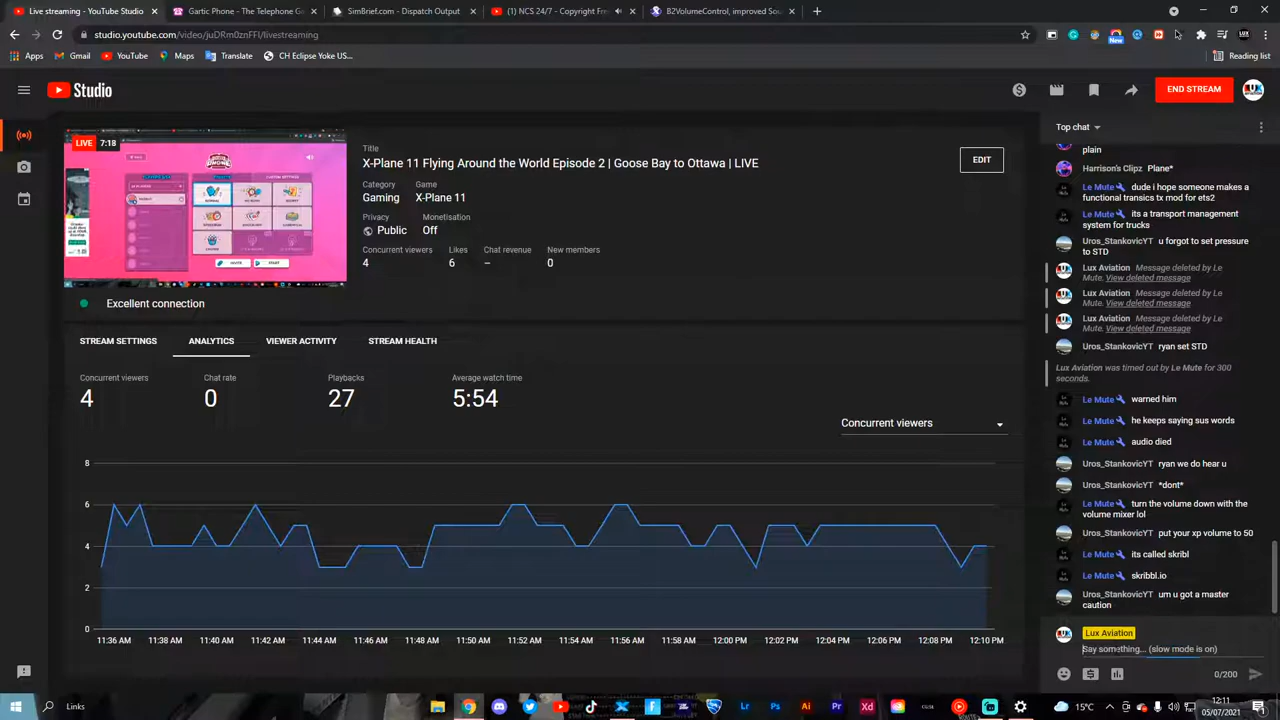 Live streaming - YouTube Studio
Gartic Phone - The Telephone G
SimBrief.com - Dispatch Output
(1) NCS 24/7 - Copyright Fre
B2VolumeControl, Improved Sou
studio.youtube.com/video/juDRm0znFFI/livestreaming
New
Apps
Gmail
YouTube
Maps
Translate
CH Eclipse Yoke US...
Reading list
Studio
END STREAM
LIVE 7:18
Title
X-Plane 11 Flying Around the World Episode 2 | Goose Bay to Ottawa | LIVE
EDIT
Category Game
Gaming X-Plane 11
Privacy Monetisation
Public Off
Concurrent viewers Likes Chat revenue New members
4 6 – 0
Excellent connection
STREAM SETTINGS ANALYTICS VIEWER ACTIVITY STREAM HEALTH
Concurrent viewers Chat rate Playbacks Average watch time
4 0 27 5:54
Concurrent viewers
8
6
4
2
0
11:36 AM 11:38 AM 11:40 AM 11:42 AM 11:44 AM 11:46 AM 11:48 AM 11:50 AM 11:52 AM 11:54 AM 11:56 AM 11:58 AM 12:00 PM 12:02 PM 12:04 PM 12:06 PM 12:08 PM 12:10 PM
Top chat
plain
Harrison's Clipz Plane*
Le Mute dude i hope someone makes a
functional transics tx mod for ets2
Le Mute its a transport management
system for trucks
Uros_StankovicYT u forgot to set pressure
to STD
Lux Aviation Message deleted by Le
Mute. View deleted message
Lux Aviation Message deleted by Le
Mute. View deleted message
Lux Aviation Message deleted by Le
Mute. View deleted message
Uros_StankovicYT ryan set STD
Lux Aviation was timed out by Le Mute for 300
seconds.
Le Mute warned him
Le Mute he keeps saying sus words
Le Mute audio died
Uros_StankovicYT ryan we do hear u
Uros_StankovicYT *dont*
Le Mute turn the volume down with the
volume mixer lol
Uros_StankovicYT put your xp volume to 50
Le Mute its called skribl
Le Mute skribbl.io
Uros_StankovicYT um u got a master
caution
Lux Aviation
Say something... (slow mode is on)
0/200
Links
15°C
12:11
05/07/2021